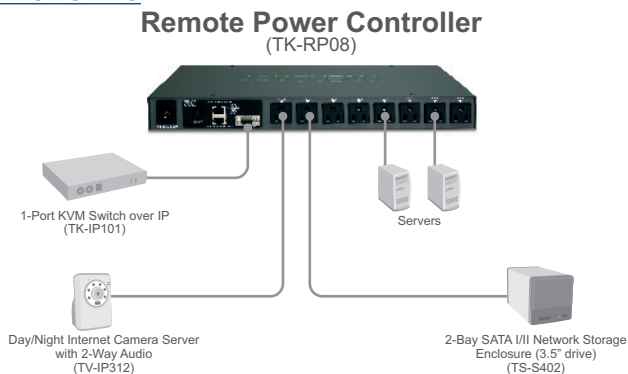 Remote Power Controller
(TK-RP08)
1-Port KVM Switch over IP
(TK-IP101)
Servers
Day/Night Internet Camera Server
with 2-Way Audio
(TV-IP312)
2-Bay SATA I/II Network Storage
Enclosure (3.5” drive)
(TS-S402)